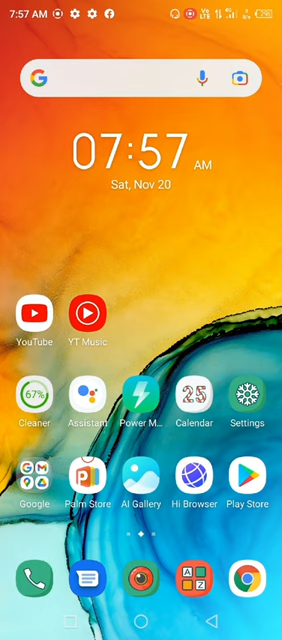 7:57 AM
07:57 AM
Sat, Nov 20
YouTube
YT Music
67%
Cleaner
Assistant
Power M...
25
Calendar
Settings
Google
Palm Store
AI Gallery
Hi Browser
Play Store
A
Z